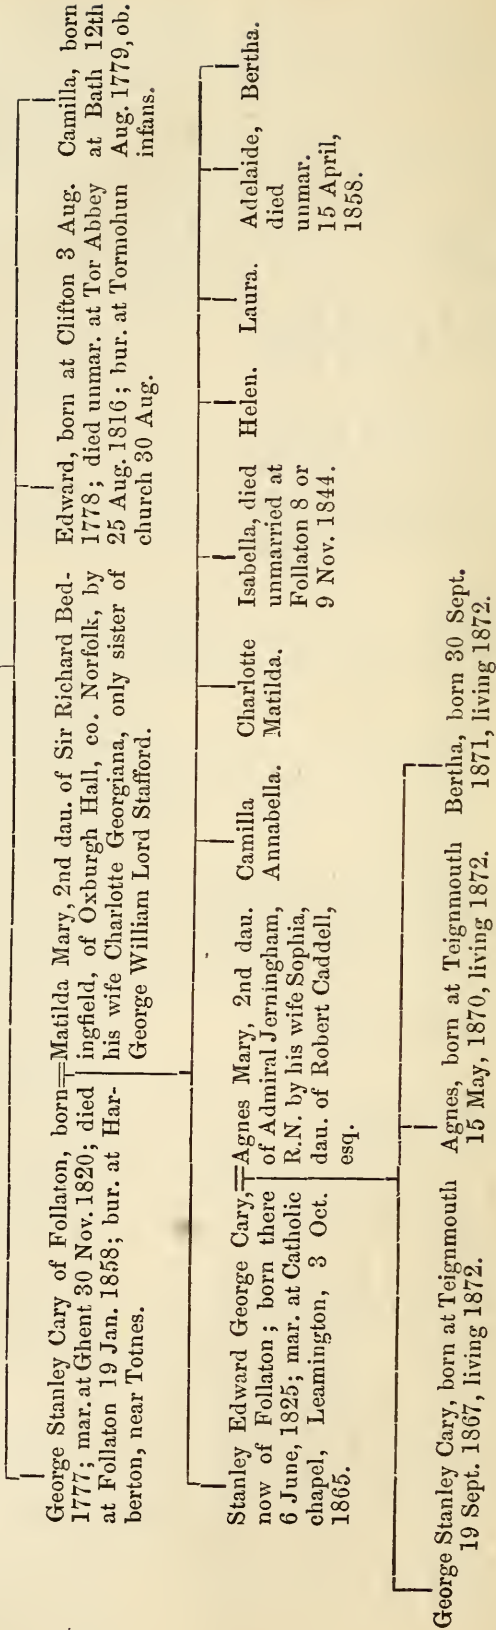 George Stanley Cary of Follaton, born
1777; mar. at Ghent 30 Nov. 1820; died
at Follaton 19 Jan. 1858; bur. at Har-
berton, near Totnes.
Matilda Mary, 2nd dau. of Sir Richard Bed-
ingfield, of Oxburgh Hall, co. Norfolk, by
his wife Charlotte Georgiana, only sister of
George William Lord Stafford.
Edward, born at Clifton 3 Aug.
1778; died unmar. at Tor Abbey
25 Aug. 1816; bur. at Tormohun
church 30 Aug.
Camilla, born
at Bath 12th
Aug. 1779, ob.
infans.
Stanley Edward George Cary,
now of Follaton; born there
6 June, 1825; mar. at Catholic
chapel, Leamington, 3 Oct.
1865.
Agnes Mary, 2nd dau.
of Admiral Jerningham,
R.N. by his wife Sophia,
dau. of Robert Caddell,
esq.
Camilla
Annabella.
Charlotte
Matilda.
Isabella, died
unmarried at
Follaton 8 or
9 Nov. 1844.
Helen.
Laura.
Adelaide,
died
unmar.
15 April,
1858.
Bertha.
George Stanley Cary, born at Teignmouth
19 Sept. 1867, living 1872.
Agnes, born at Teignmouth
15 May, 1870, living 1872.
Bertha, born 30 Sept.
1871, living 1872.